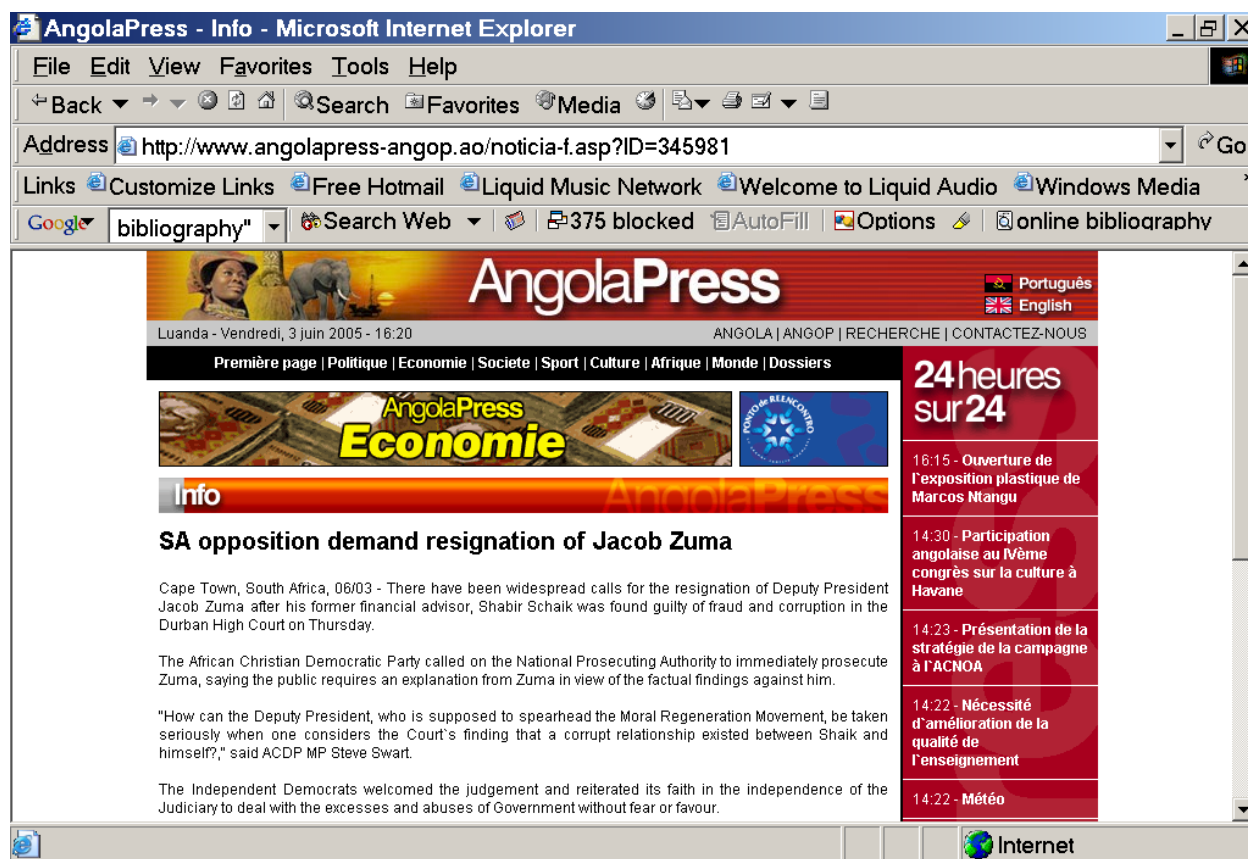 AngolaPress - Info - Microsoft Internet Explorer
File Edit View Favorites Tools Help
Back Search Favorites Media
Address http://www.angolapress-angop.ao/noticia-f.asp?ID=345981 Go
Links Customize Links Free Hotmail Liquid Music Network Welcome to Liquid Audio Windows Media
Google bibliography" Search Web 375 blocked AutoFill Options online bibliography
AngolaPress
Português
English
Luanda - Vendredi, 3 juin 2005 - 16:20
ANGOLA | ANGOP | RECHERCHE | CONTACTEZ-NOUS
Première page | Politique | Economie | Societe | Sport | Culture | Afrique | Monde | Dossiers
AngolaPress
Economie
PONTO de REENCONTRO
Info
AngolaPress
SA opposition demand resignation of Jacob Zuma
Cape Town, South Africa, 06/03 - There have been widespread calls for the resignation of Deputy President
Jacob Zuma after his former financial advisor, Shabir Schaik was found guilty of fraud and corruption in the
Durban High Court on Thursday.
The African Christian Democratic Party called on the National Prosecuting Authority to immediately prosecute
Zuma, saying the public requires an explanation from Zuma in view of the factual findings against him.
"How can the Deputy President, who is supposed to spearhead the Moral Regeneration Movement, be taken
seriously when one considers the Court`s finding that a corrupt relationship existed between Shaik and
himself?," said ACDP MP Steve Swart.
The Independent Democrats welcomed the judgement and reiterated its faith in the independence of the
Judiciary to deal with the excesses and abuses of Government without fear or favour.
24 heures
sur 24
16:15 - Ouverture de
l`exposition plastique de
Marcos Ntangu
14:30 - Participation
angolaise au IVème
congrès sur la culture à
Havane
14:23 - Présentation de la
stratégie de la campagne
à l`ACNOA
14:22 - Nécessité
d`amélioration de la
qualité de
l`enseignement
14:22 - Météo
Internet